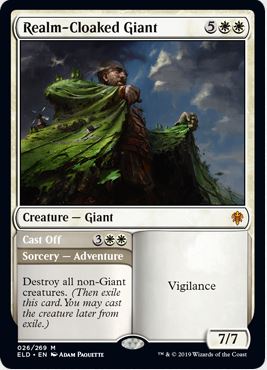 Realm-Cloaked Giant 5
Creature — Giant
Cast Off 3
Sorcery — Adventure
Destroy all non-Giant
creatures. (Then exile
this card. You may cast
the creature later from
exile.)
Vigilance
7/7
026/269 M
ELD • EN Adam Paquette
™ & © 2019 Wizards of the Coast